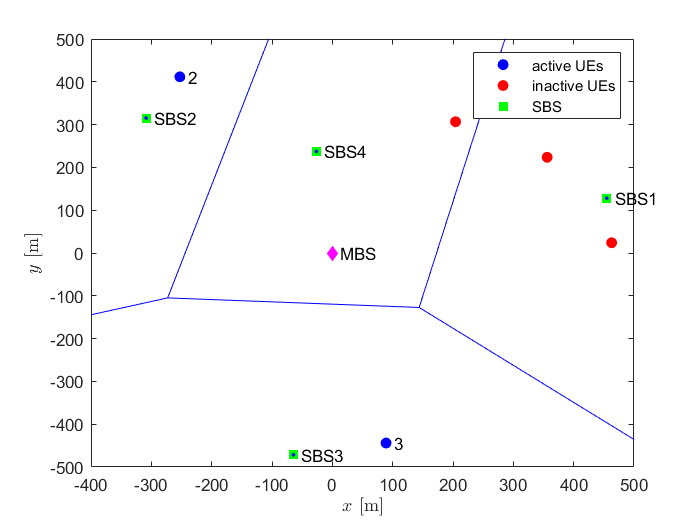 500
400
300
200
100
0
-100
-200
-300
-400
-500
y [m]
2
SBS2
SBS4
MBS
SBS1
3
SBS3
active UEs
inactive UEs
SBS
-400 -300 -200 -100 0 100 200 300 400 500
x [m]